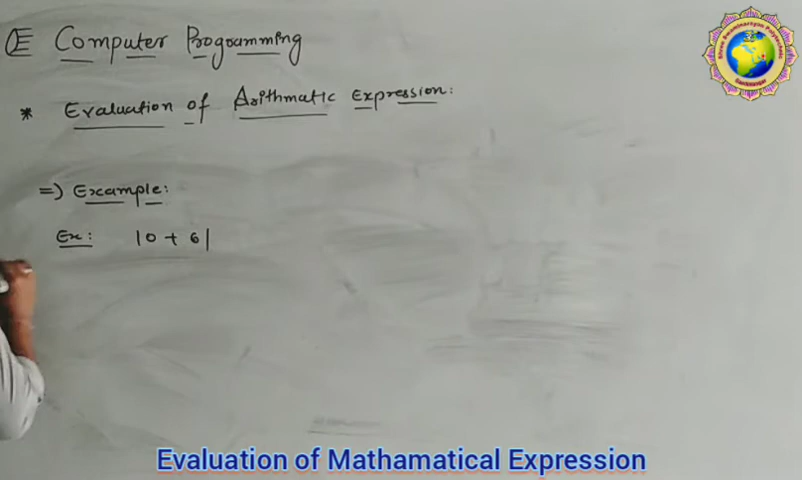 Computer Programming
* Evaluation of Arithmatic Expression:
=) Example:
Ex: 10 + 6|
Evaluation of Mathamatical Expression